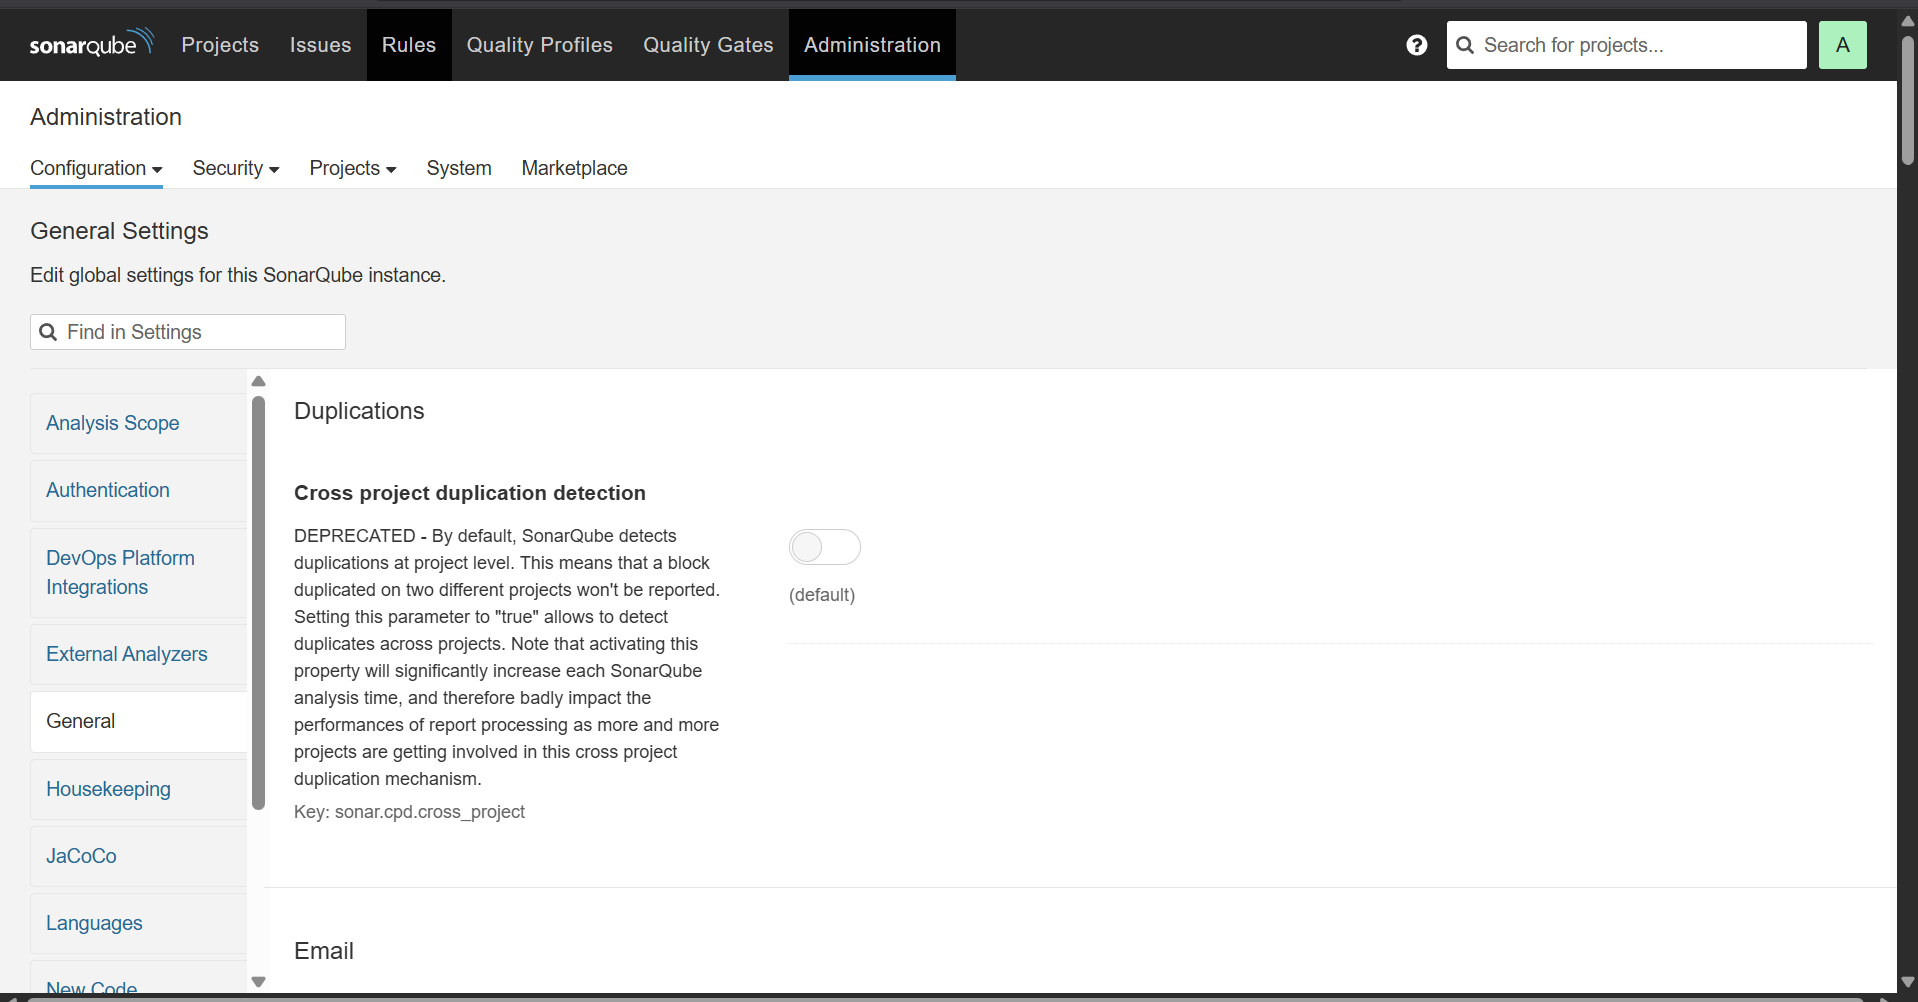 sonarqube Projects Issues Rules Quality Profiles Quality Gates Administration ? Search for projects... A
Administration
Configuration Security Projects System Marketplace
General Settings
Edit global settings for this SonarQube instance.
Find in Settings
Analysis Scope
Authentication
DevOps Platform
Integrations
External Analyzers
General
Housekeeping
JaCoCo
Languages
New Code
Duplications
Cross project duplication detection
DEPRECATED - By default, SonarQube detects
duplications at project level. This means that a block
duplicated on two different projects won't be reported.
Setting this parameter to "true" allows to detect
duplicates across projects. Note that activating this
property will significantly increase each SonarQube
analysis time, and therefore badly impact the
performances of report processing as more and more
projects are getting involved in this cross project
duplication mechanism.
Key: sonar.cpd.cross_project
(default)
Email